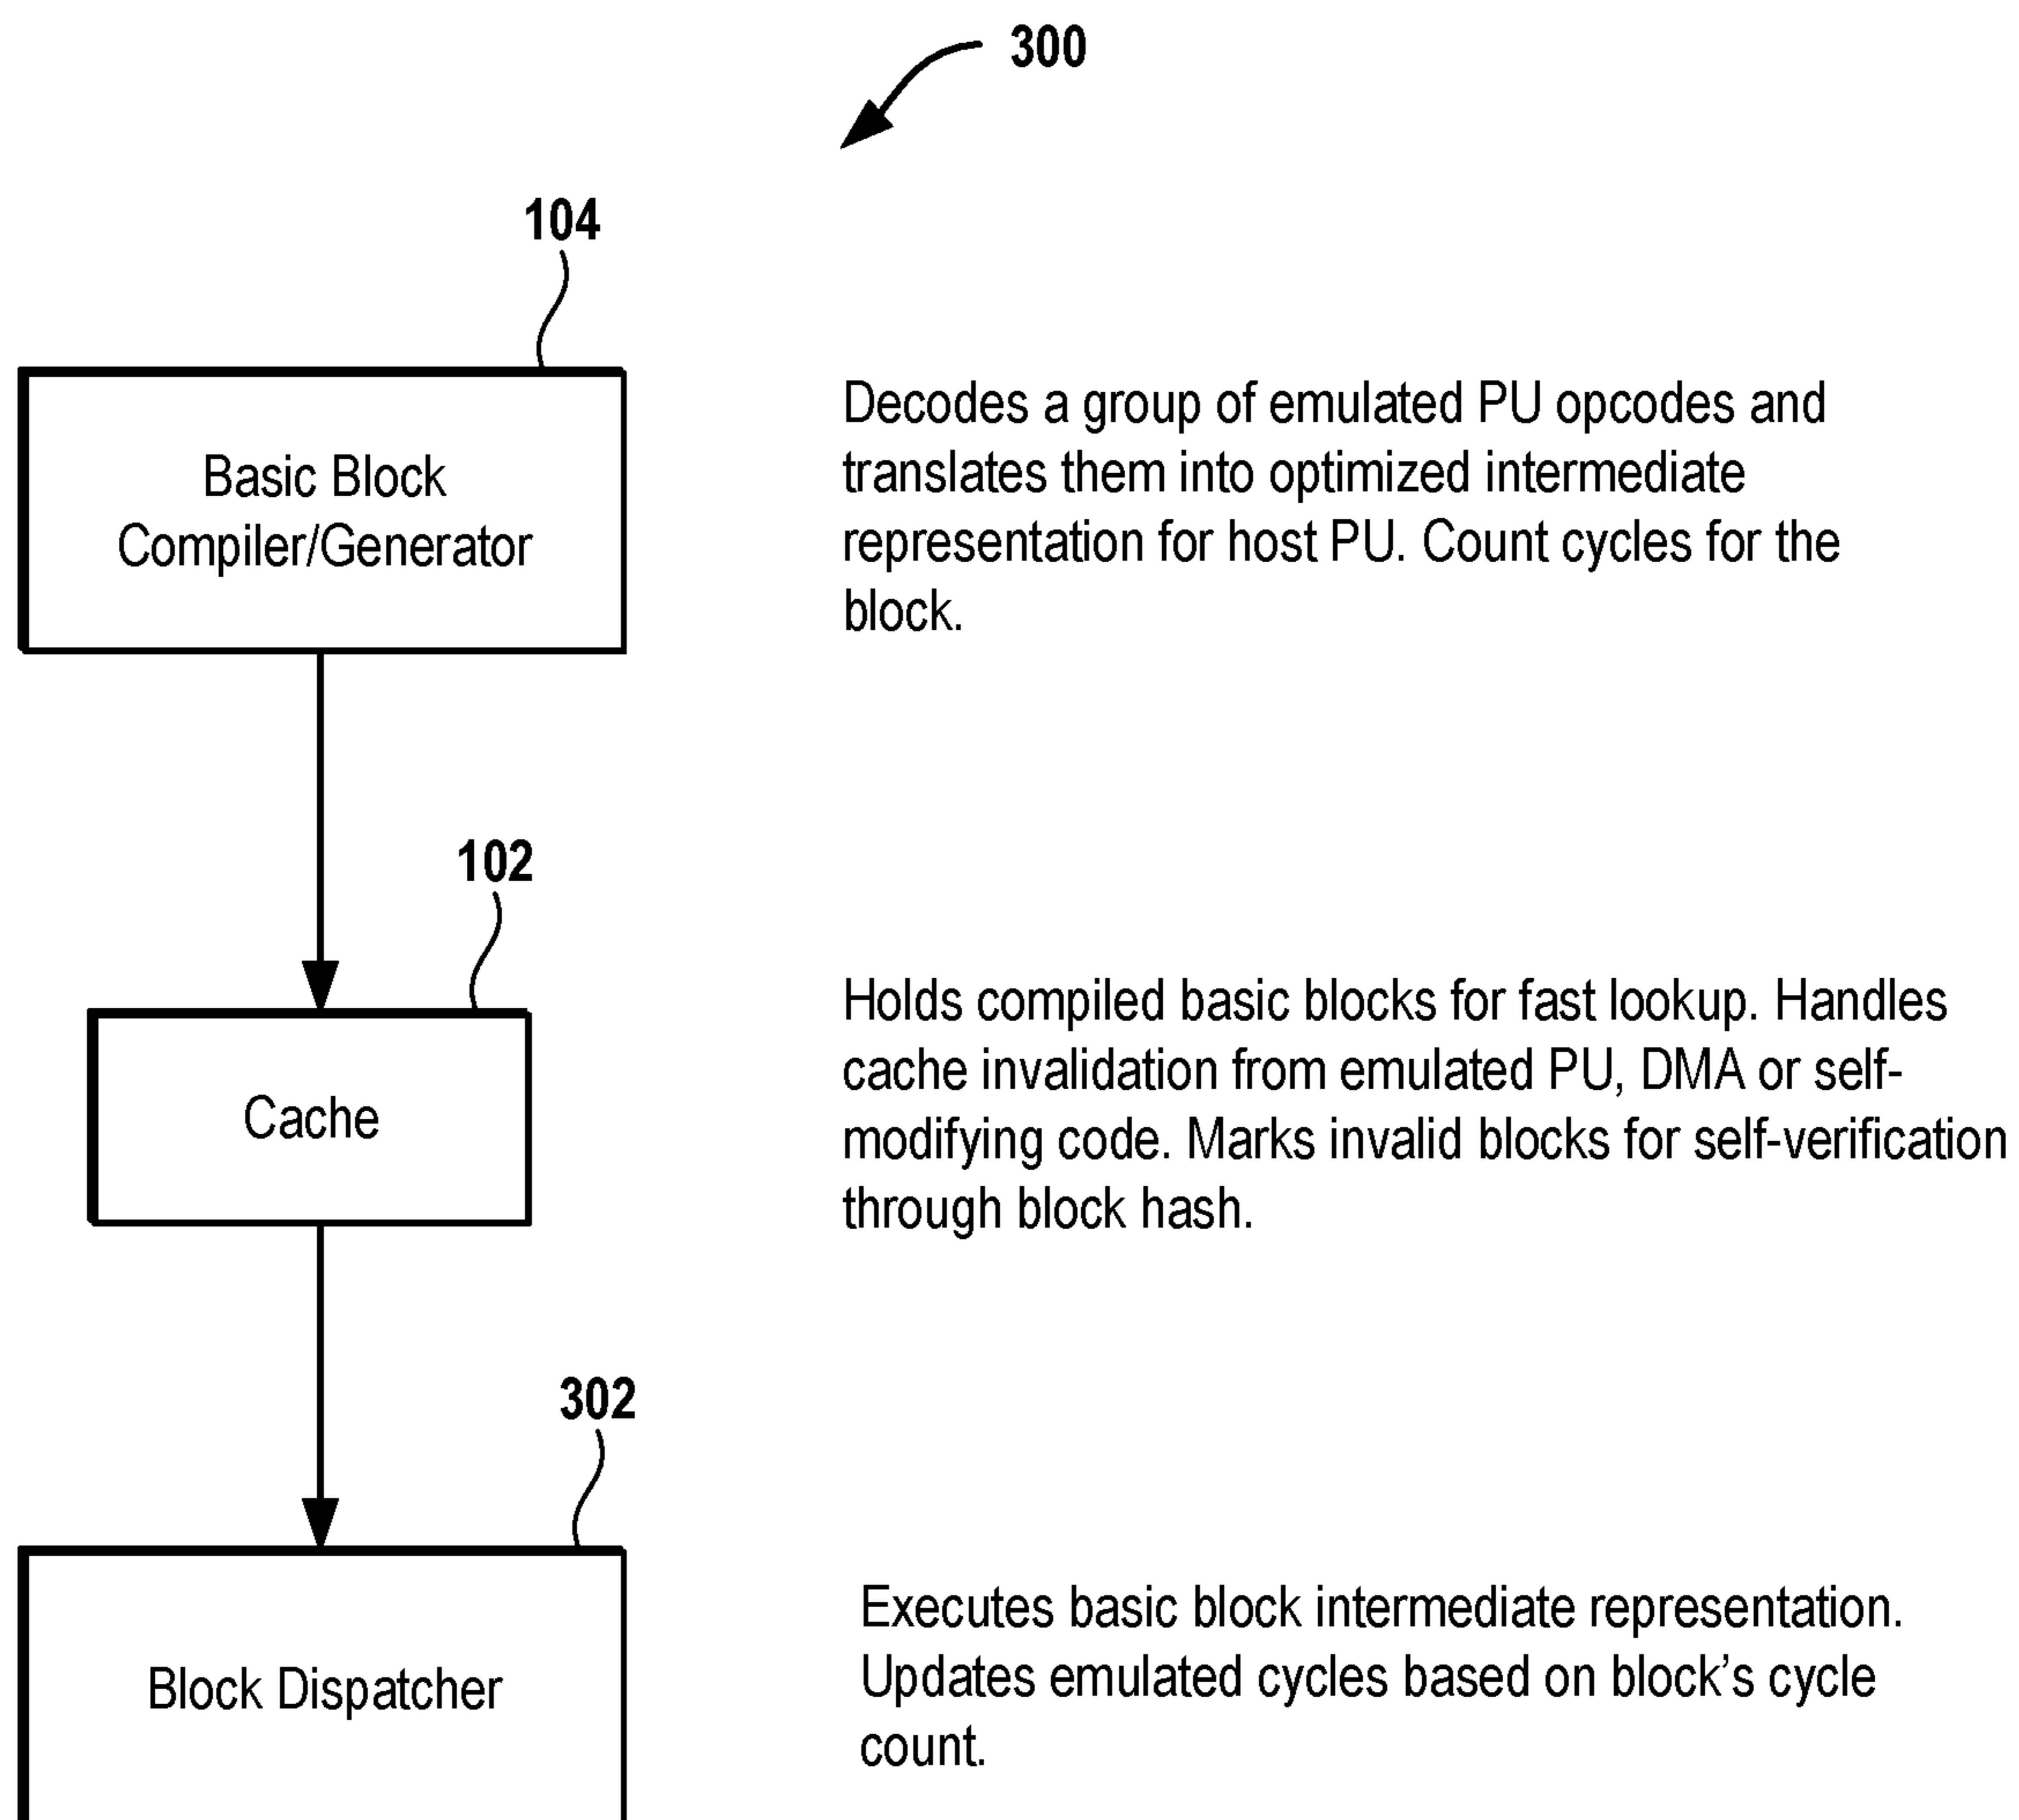 300
104
Basic Block
Compiler/Generator
Decodes a group of emulated PU opcodes and
translates them into optimized intermediate
representation for host PU. Count cycles for the
block.
102
Cache
Holds compiled basic blocks for fast lookup. Handles
cache invalidation from emulated PU, DMA or self-
modifying code. Marks invalid blocks for self-verification
through block hash.
302
Block Dispatcher
Executes basic block intermediate representation.
Updates emulated cycles based on block’s cycle
count.